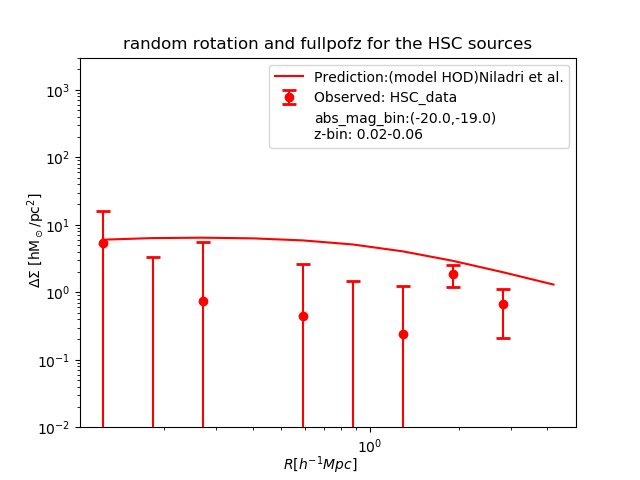 random rotation and fullpofz for the HSC sources
Prediction:(model HOD)Niladri et al.
Observed: HSC_data
abs_mag_bin:(-20.0,-19.0)
z-bin: 0.02-0.06
10³
10²
10¹
10⁰
10⁻¹
10⁻²
ΔΣ [hM⊙/pc²]
10⁰
R[h⁻¹Mpc]